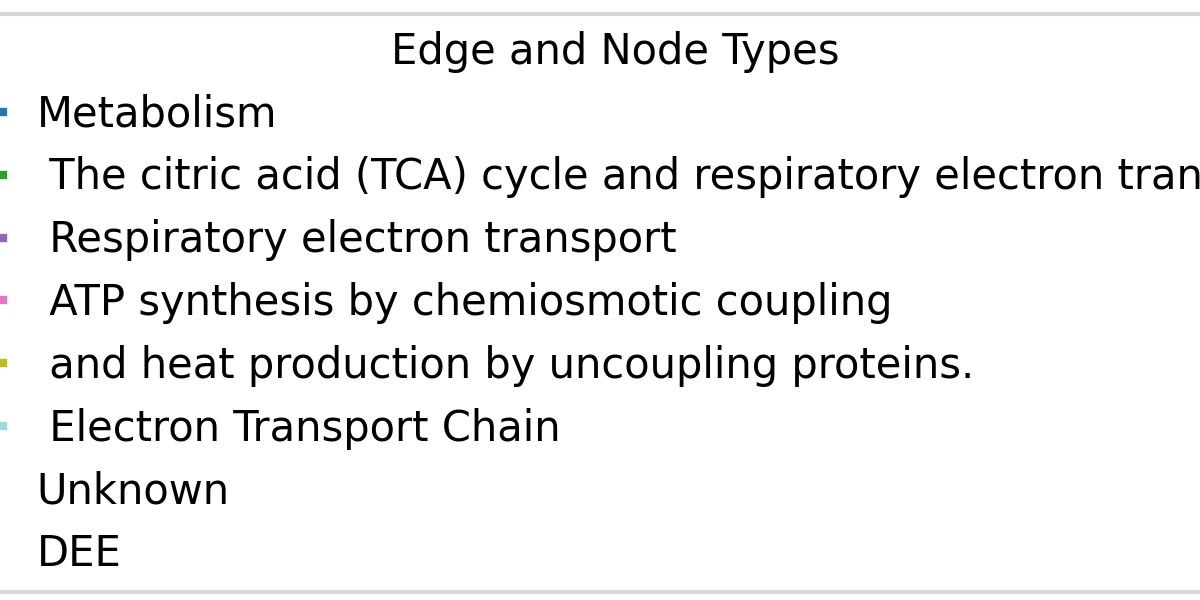 Edge and Node Types
Metabolism
The citric acid (TCA) cycle and respiratory electron tran
Respiratory electron transport
ATP synthesis by chemiosmotic coupling
and heat production by uncoupling proteins.
Electron Transport Chain
Unknown
DEE